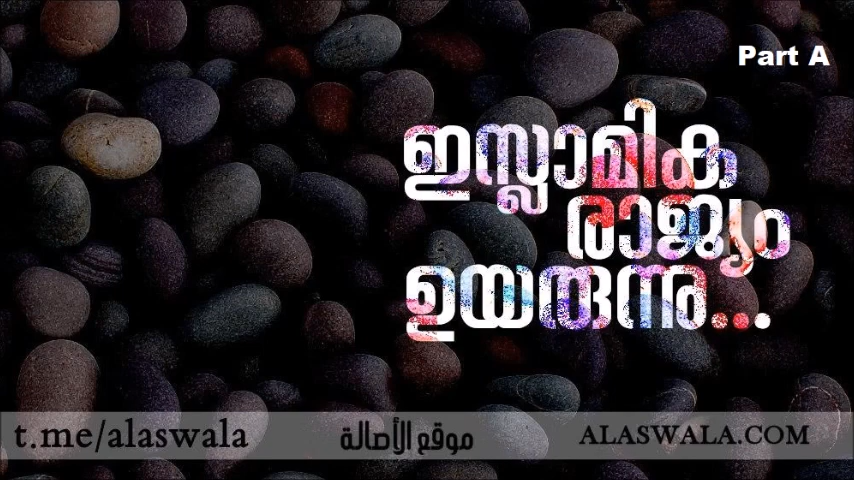 Part A
ഇസ്ലാമിക
രാജ്യം
ഉയരുന്നു...
t.me/alaswala
موقع الأصالة
ALASWALA.COM